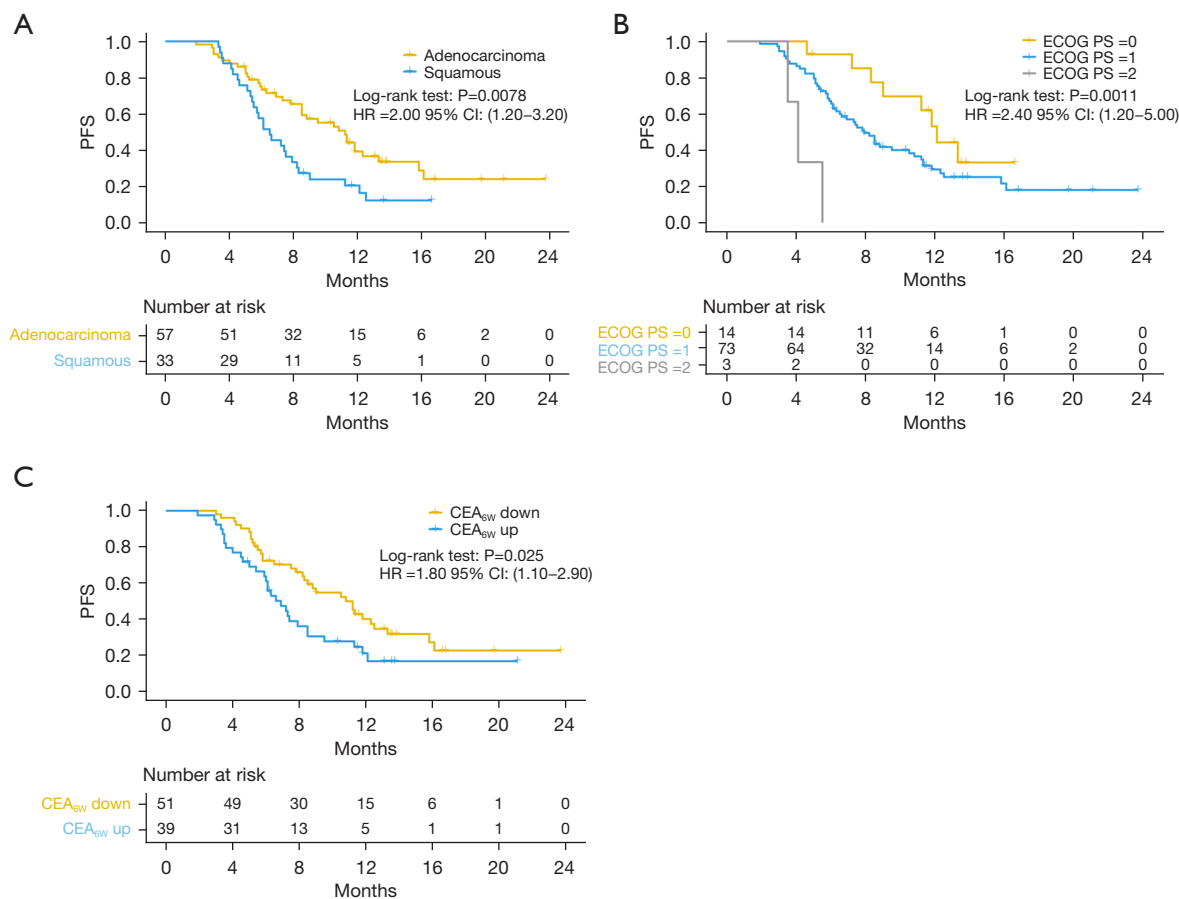 A
1.0
0.8
0.6
0.4
0.2
0.0
PFS
Adenocarcinoma
Squamous
Log-rank test: P=0.0078
HR =2.00 95% CI: (1.20–3.20)
0 4 8 12 16 20 24
Months
Number at risk
Adenocarcinoma 57 51 32 15 6 2 0
Squamous 33 29 11 5 1 0 0
0 4 8 12 16 20 24
Months
B
1.0
0.8
0.6
0.4
0.2
0.0
PFS
ECOG PS =0
ECOG PS =1
ECOG PS =2
Log-rank test: P=0.0011
HR =2.40 95% CI: (1.20–5.00)
0 4 8 12 16 20 24
Months
Number at risk
ECOG PS =0 14 14 11 6 1 0 0
ECOG PS =1 73 64 32 14 6 2 0
ECOG PS =2 3 2 0 0 0 0 0
0 4 8 12 16 20 24
Months
C
1.0
0.8
0.6
0.4
0.2
0.0
PFS
CEA6W down
CEA6W up
Log-rank test: P=0.025
HR =1.80 95% CI: (1.10–2.90)
0 4 8 12 16 20 24
Months
Number at risk
CEA6W down 51 49 30 15 6 1 0
CEA6W up 39 31 13 5 1 1 0
0 4 8 12 16 20 24
Months